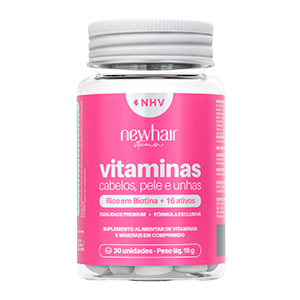 NHV
newhair
vitamin
vitaminas
cabelos, pele e unhas
Rico em Biotina + 16 ativos
QUALIDADE PREMIUM • FÓRMULA EXCLUSIVA
SUPLEMENTO ALIMENTAR DE VITAMINAS
E MINERAIS EM COMPRIMIDO
30 unidades - Peso líq. 15 g